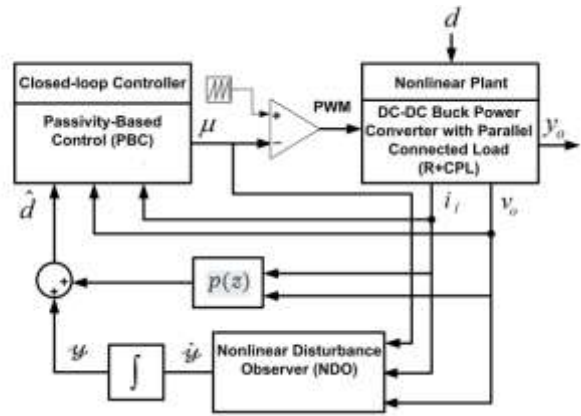 d
Closed-loop Controller
Passivity-Based
Control (PBC)
μ
+
−
PWM
Nonlinear Plant
DC-DC Buck Power
Converter with Parallel
Connected Load
(R+CPL)
y_o
d̂
i_l
v_o
+
+
p(z)
y
∫
ẏ
Nonlinear Disturbance
Observer (NDO)